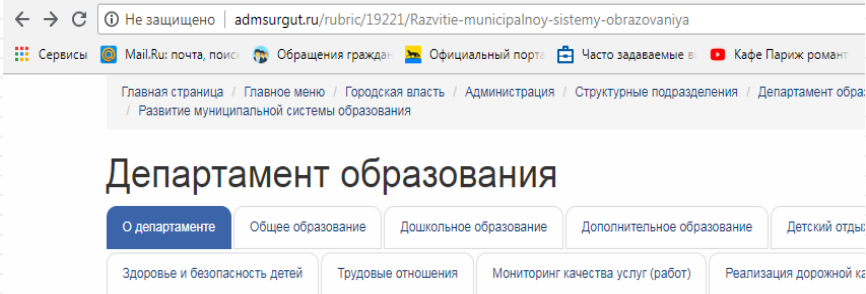 Не защищено | admsurgut.ru/rubric/19221/Razvitie-municipalnoy-sistemy-obrazovaniya
Сервисы Mail.Ru: почта, поиск Обращения граждан Официальный порта Часто задаваемые в Кафе Париж романт
Главная страница / Главное меню / Городская власть / Администрация / Структурные подразделения / Департамент обра
/ Развитие муниципальной системы образования
Департамент образования
О департаменте Общее образование Дошкольное образование Дополнительное образование Детский отдых
Здоровье и безопасность детей Трудовые отношения Мониторинг качества услуг (работ) Реализация дорожной ка